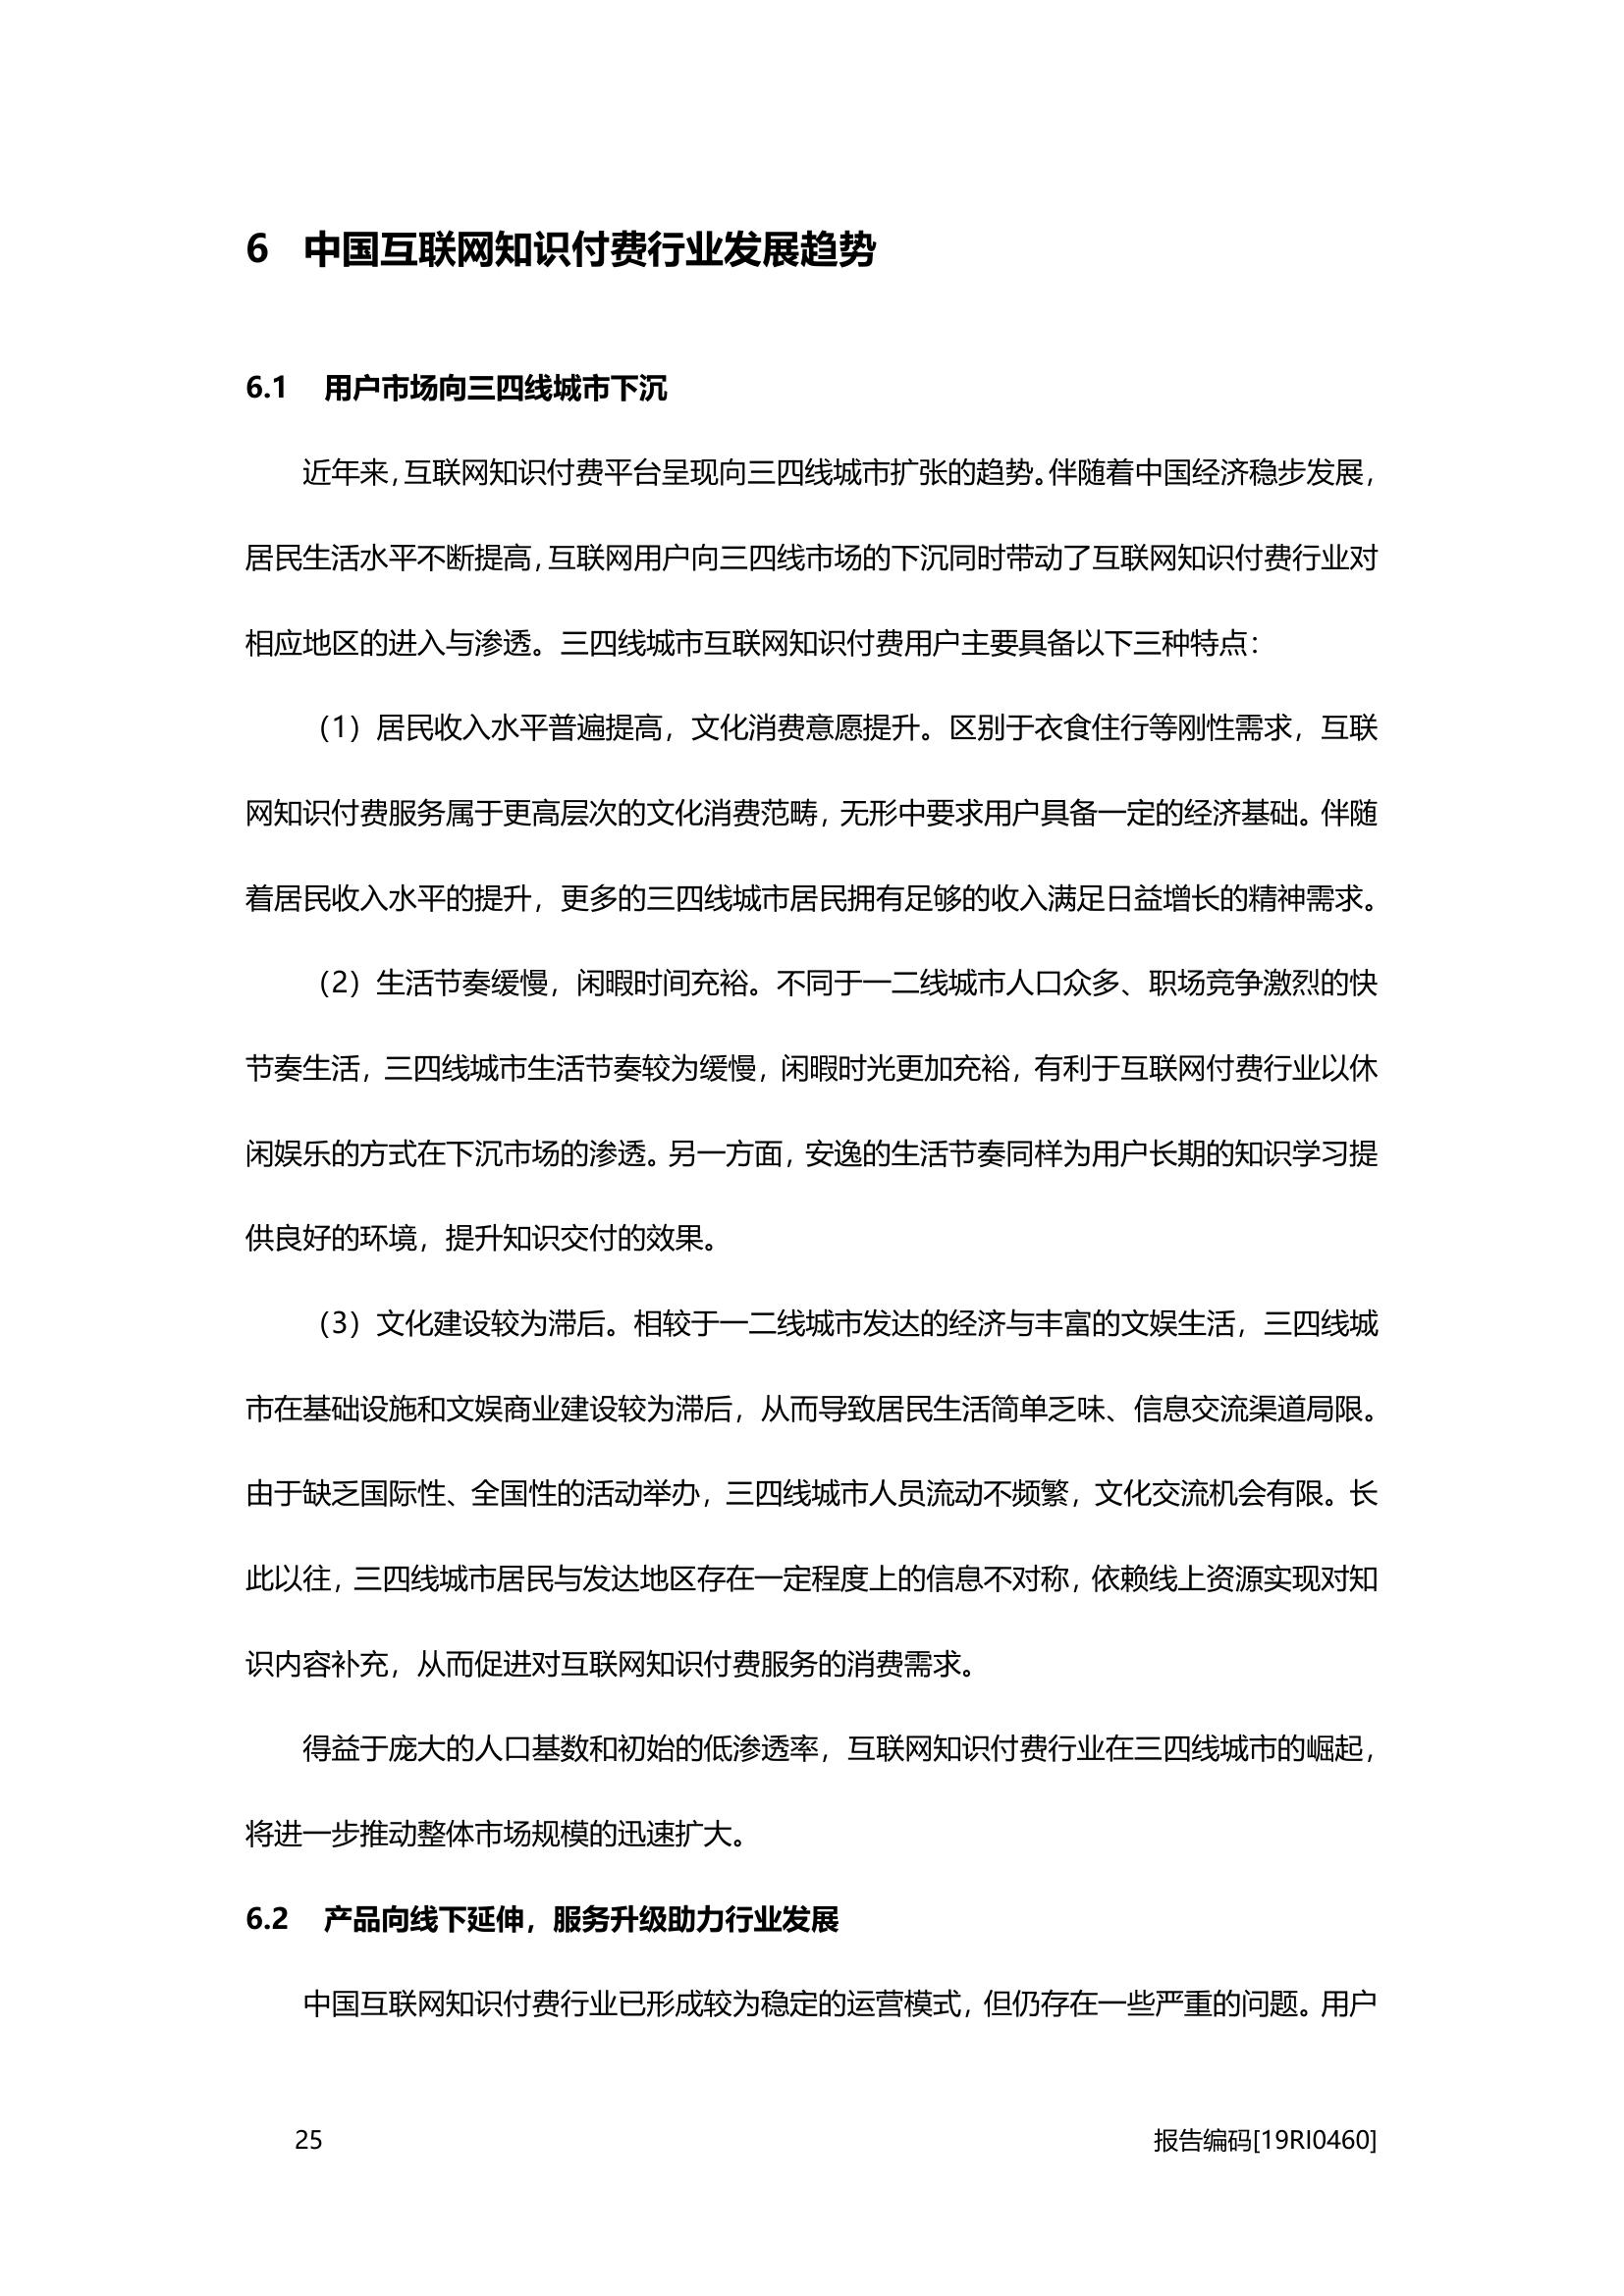 6 中国互联网知识付费行业发展趋势
6.1 用户市场向三四线城市下沉
近年来，互联网知识付费平台呈现向三四线城市扩张的趋势。伴随着中国经济稳步发展，
居民生活水平不断提高，互联网用户向三四线市场的下沉同时带动了互联网知识付费行业对
相应地区的进入与渗透。三四线城市互联网知识付费用户主要具备以下三种特点：
（1）居民收入水平普遍提高，文化消费意愿提升。区别于衣食住行等刚性需求，互联
网知识付费服务属于更高层次的文化消费范畴，无形中要求用户具备一定的经济基础。伴随
着居民收入水平的提升，更多的三四线城市居民拥有足够的收入满足日益增长的精神需求。
（2）生活节奏缓慢，闲暇时间充裕。不同于一二线城市人口众多、职场竞争激烈的快
节奏生活，三四线城市生活节奏较为缓慢，闲暇时光更加充裕，有利于互联网付费行业以休
闲娱乐的方式在下沉市场的渗透。另一方面，安逸的生活节奏同样为用户长期的知识学习提
供良好的环境，提升知识交付的效果。
（3）文化建设较为滞后。相较于一二线城市发达的经济与丰富的文娱生活，三四线城
市在基础设施和文娱商业建设较为滞后，从而导致居民生活简单乏味、信息交流渠道局限。
由于缺乏国际性、全国性的活动举办，三四线城市人员流动不频繁，文化交流机会有限。长
此以往，三四线城市居民与发达地区存在一定程度上的信息不对称，依赖线上资源实现对知
识内容补充，从而促进对互联网知识付费服务的消费需求。
得益于庞大的人口基数和初始的低渗透率，互联网知识付费行业在三四线城市的崛起，
将进一步推动整体市场规模的迅速扩大。
6.2 产品向线下延伸，服务升级助力行业发展
中国互联网知识付费行业已形成较为稳定的运营模式，但仍存在一些严重的问题。用户
25 报告编码[19RI0460]